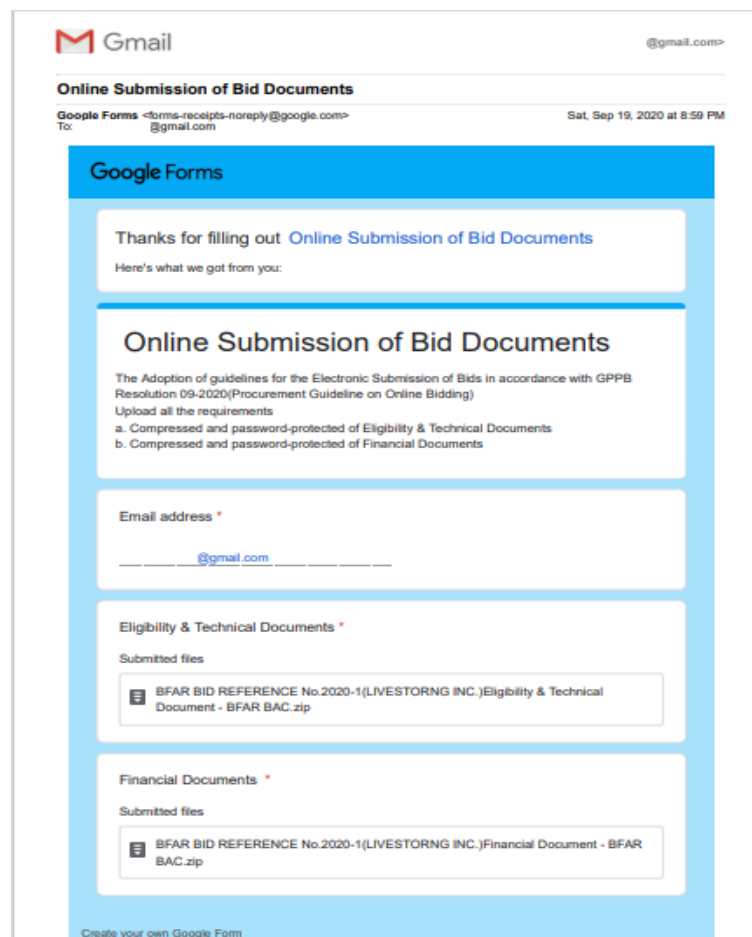 Gmail
@gmail.com>
Online Submission of Bid Documents
Google Forms <forms-receipts-noreply@google.com>
Sat, Sep 19, 2020 at 8:59 PM
To: @gmail.com
Google Forms
Thanks for filling out Online Submission of Bid Documents
Here's what we got from you:
Online Submission of Bid Documents
The Adoption of guidelines for the Electronic Submission of Bids in accordance with GPPB
Resolution 09-2020(Procurement Guideline on Online Bidding)
Upload all the requirements
a. Compressed and password-protected of Eligibility & Technical Documents
b. Compressed and password-protected of Financial Documents
Email address *
@gmail.com
Eligibility & Technical Documents *
Submitted files
BFAR BID REFERENCE No.2020-1(LIVESTORNG INC.)Eligibility & Technical
Document - BFAR BAC.zip
Financial Documents *
Submitted files
BFAR BID REFERENCE No.2020-1(LIVESTORNG INC.)Financial Document - BFAR
BAC.zip
Create your own Google Form